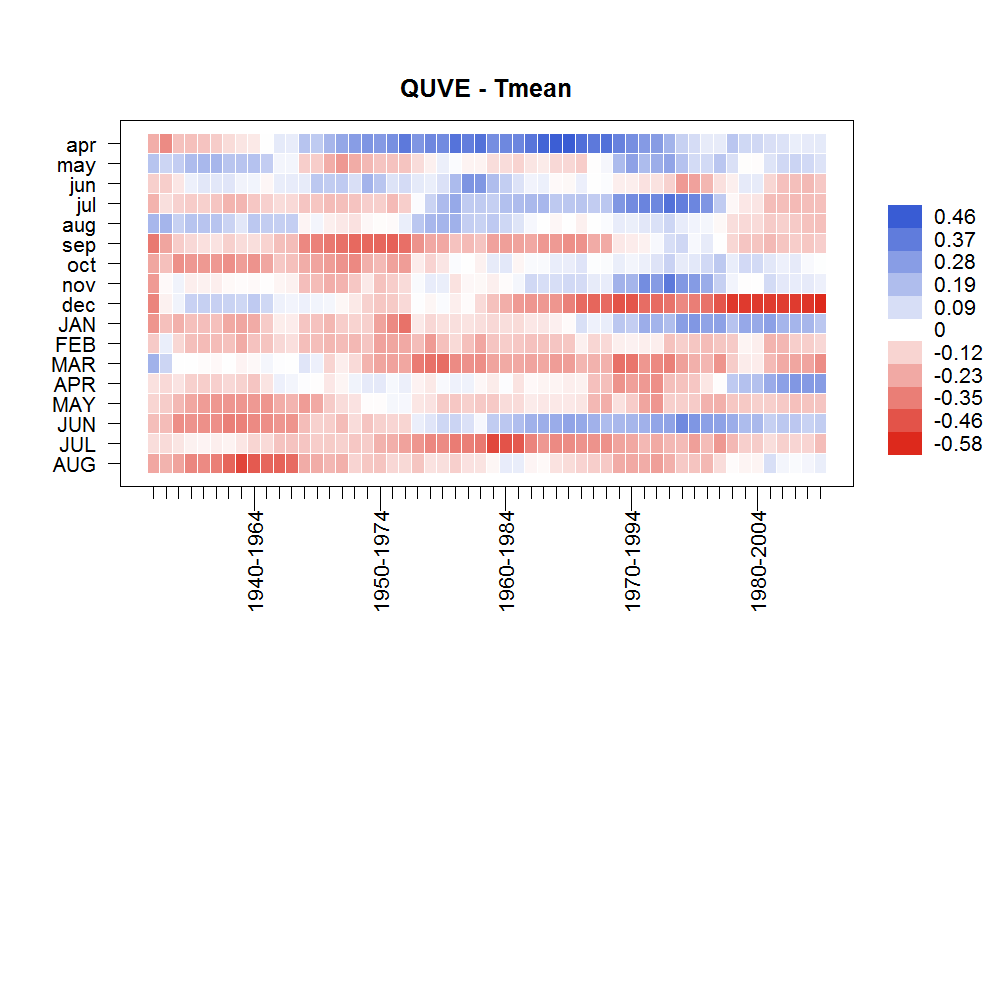 QUVE - Tmean
apr
may
jun
jul
aug
sep
oct
nov
dec
JAN
FEB
MAR
APR
MAY
JUN
JUL
AUG
1940-1964
1950-1974
1960-1984
1970-1994
1980-2004
0.46
0.37
0.28
0.19
0.09
0
-0.12
-0.23
-0.35
-0.46
-0.58